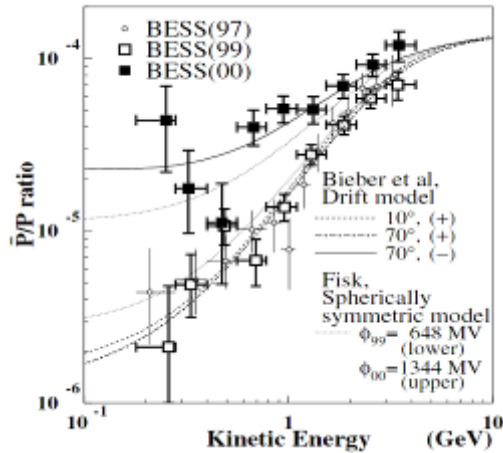 10⁻⁴
BESS(97)
BESS(99)
BESS(00)
P̄/P ratio
10⁻⁵
Bieber et al,
Drift model
10°, (+)
70°, (+)
70°, (−)
Fisk,
Spherically
symmetric model
ϕ₉₉= 648 MV
(lower)
ϕ₀₀=1344 MV
(upper)
10⁻⁶
10⁻¹
1
10
Kinetic Energy (GeV)